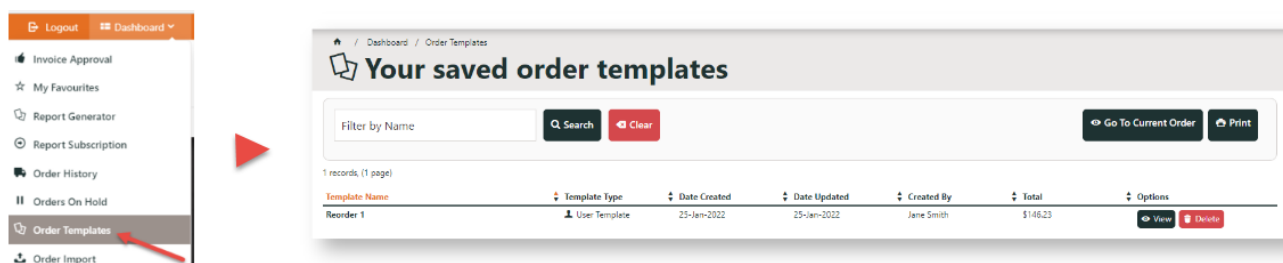 Logout Dashboard
Invoice Approval
My Favourites
Report Generator
Report Subscription
Order History
Orders On Hold
Order Templates
Order Import
/ Dashboard / Order Templates
Your saved order templates
Filter by Name Search Clear Go To Current Order Print
1 records, (1 page)
Template Name Template Type Date Created Date Updated Created By Total Options
Reorder 1 User Template 25-Jan-2022 25-Jan-2022 Jane Smith $146.23 View Delete